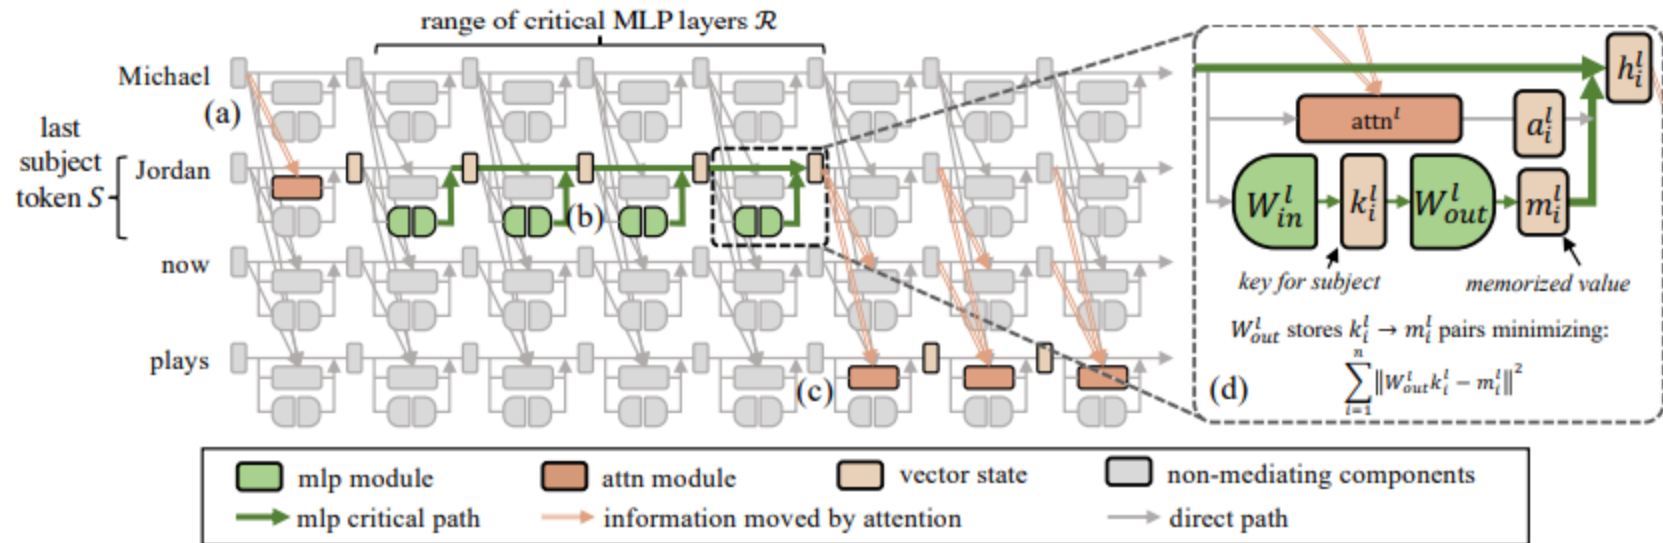 range of critical MLP layers ℛ
Michael
(a)
last
subject
token S
Jordan
(b)
now
plays
(c)
h_i^l
attn^l
a_i^l
W_in^l
k_i^l
W_out^l
m_i^l
key for subject
memorized value
W_out^l stores k_i^l → m_i^l pairs minimizing:
∑_{i=1}^{n} ‖W_out^l k_i^l − m_i^l‖^2
(d)
mlp module
attn module
vector state
non-mediating components
mlp critical path
information moved by attention
direct path